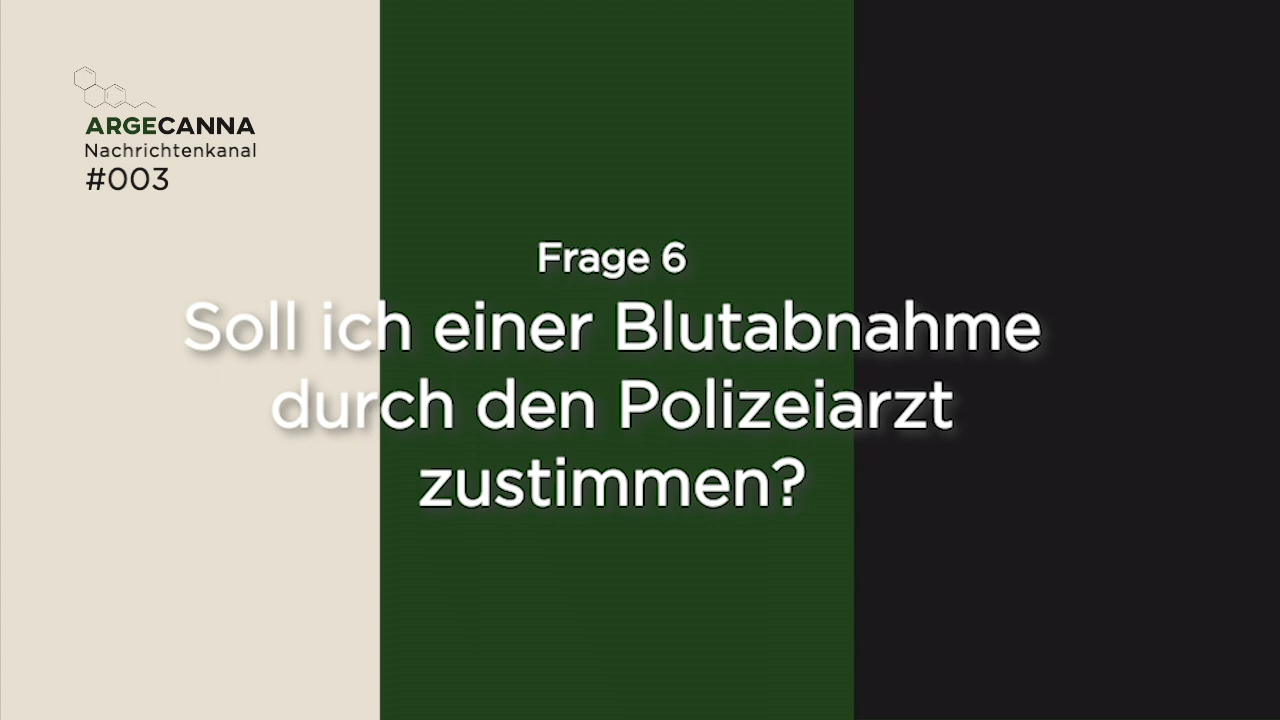 ARGECANNA
Nachrichtenkanal
#003
Frage 6
Soll ich einer Blutabnahme
durch den Polizeiarzt
zustimmen?